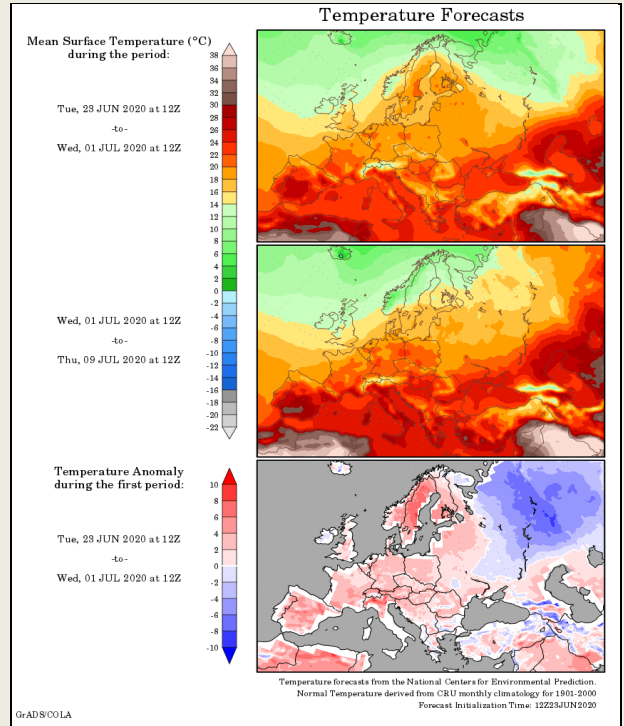 Temperature Forecasts
Mean Surface Temperature (°C)
during the period:
Tue, 23 JUN 2020 at 12Z
-to-
Wed, 01 JUL 2020 at 12Z
38
36
34
32
30
28
26
24
22
20
18
16
14
12
10
8
6
4
2
0
-2
-4
-6
-8
-10
-12
-14
-16
-18
-20
-22
Wed, 01 JUL 2020 at 12Z
-to-
Thu, 09 JUL 2020 at 12Z
Temperature Anomaly
during the first period:
Tue, 23 JUN 2020 at 12Z
-to-
Wed, 01 JUL 2020 at 12Z
10
8
6
4
2
0
-2
-4
-6
-8
-10
Temperature forecasts from the National Centers for Environmental Prediction.
Normal Temperature derived from CRU monthly climatology for 1901-2000
Forecast Initialization Time: 12Z23JUN2020
GrADS/COLA